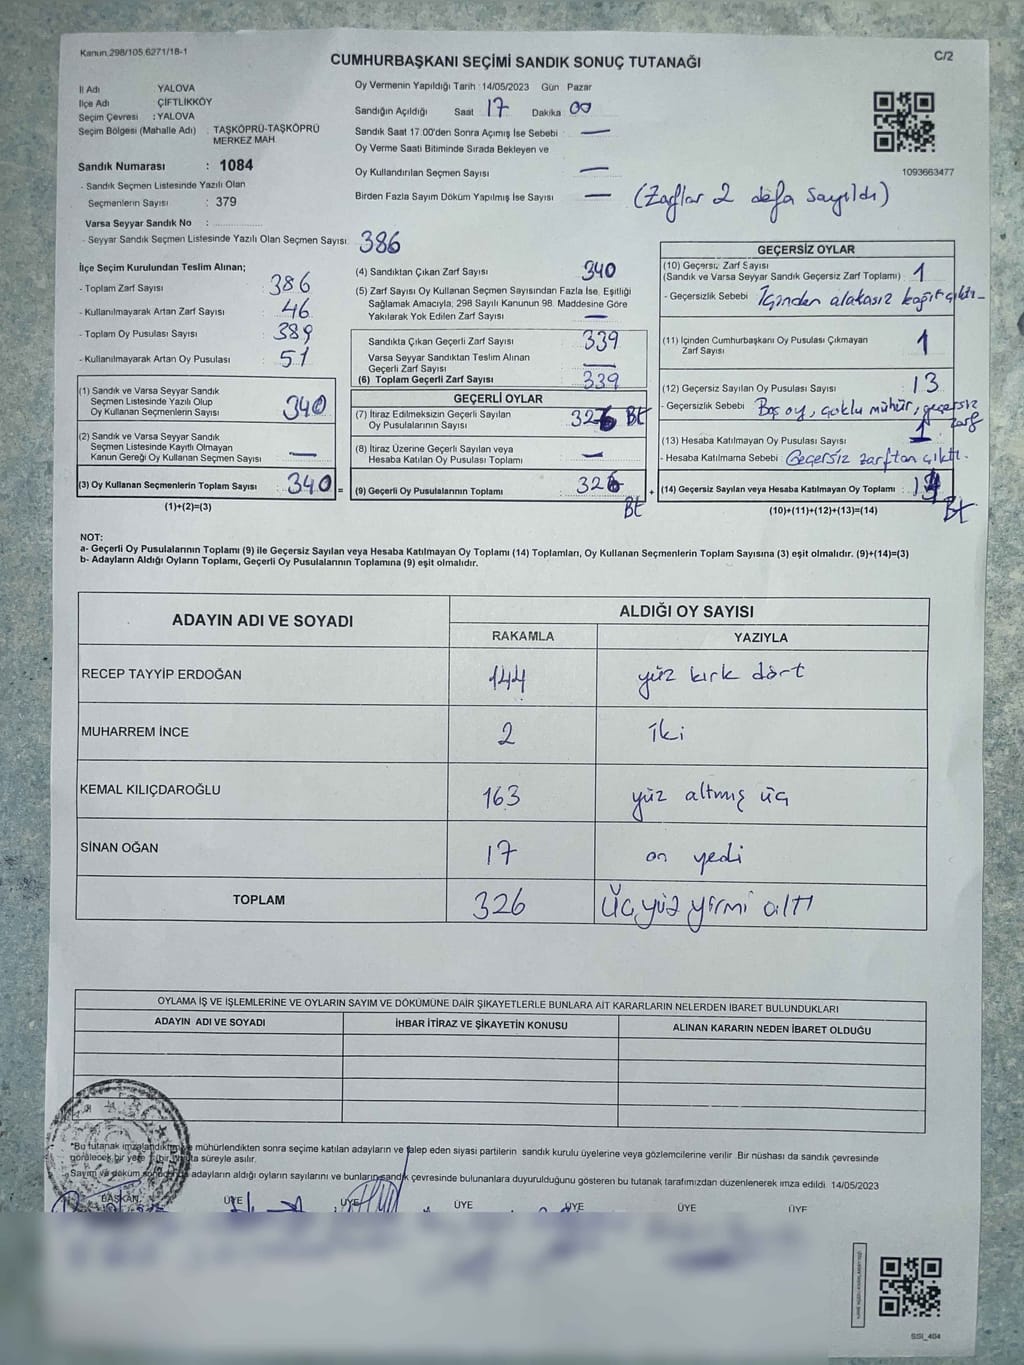 Kanun.298/105,6271/18-1
C/2
CUMHURBAŞKANI SEÇİMİ SANDIK SONUÇ TUTANAĞI
İl Adı YALOVA
İlçe Adı ÇİFTLİKKÖY
Seçim Çevresi : YALOVA
Seçim Bölgesi (Mahalle Adı) : TAŞKÖPRÜ-TAŞKÖPRÜ MERKEZ MAH.
Sandık Numarası : 1084
- Sandık Seçmen Listesinde Yazılı Olan
Seçmenlerin Sayısı : 379
Varsa Seyyar Sandık No :
- Seyyar Sandık Seçmen Listesinde Yazılı Olan Seçmen Sayısı: 386
Oy Vermenin Yapıldığı Tarih : 14/05/2023 Gün Pazar
Sandığın Açıldığı Saat 17 Dakika 00
Sandık Saat 17.00'den Sonra Açılmış İse Sebebi : —
Oy Verme Saati Bitiminde Sırada Bekleyen ve
Oy Kullandırılan Seçmen Sayısı —
Birden Fazla Sayım Döküm Yapılmış İse Sayısı — (Zarflar 2 defa sayıldı)
1093663477
İlçe Seçim Kurulundan Teslim Alınan;
- Toplam Zarf Sayısı : 386
- Kullanılmayarak Artan Zarf Sayısı : 46
- Toplam Oy Pusulası Sayısı : 389
- Kullanılmayarak Artan Oy Pusulası : 51
(1) Sandık ve Varsa Seyyar Sandık
Seçmen Listesinde Yazılı Olup
Oy Kullanan Seçmenlerin Sayısı : 340
(2) Sandık ve Varsa Seyyar Sandık
Seçmen Listesinde Kayıtlı Olmayan
Kanun Gereği Oy Kullanan Seçmen Sayısı : —
(3) Oy Kullanan Seçmenlerin Toplam Sayısı : 340 =
(1)+(2)=(3)
(4) Sandıktan Çıkan Zarf Sayısı 340
(5) Zarf Sayısı Oy Kullanan Seçmen Sayısından Fazla İse, Eşitliği
Sağlamak Amacıyla, 298 Sayılı Kanunun 98. Maddesine Göre
Yakılarak Yok Edilen Zarf Sayısı : —
Sandıkta Çıkan Geçerli Zarf Sayısı : 339
Varsa Seyyar Sandıktan Teslim Alınan
Geçerli Zarf Sayısı : —
(6) Toplam Geçerli Zarf Sayısı : 339
GEÇERLİ OYLAR
(7) İtiraz Edilmeksizin Geçerli Sayılan
Oy Pusulalarının Sayısı : 326 Bt
(8) İtiraz Üzerine Geçerli Sayılan veya
Hesaba Katılan Oy Pusulası Toplamı : —
(9) Geçerli Oy Pusulalarının Toplamı : 326 +
Bt
GEÇERSİZ OYLAR
(10) Geçersiz Zarf Sayısı
(Sandık ve Varsa Seyyar Sandık Geçersiz Zarf Toplamı) : 1
- Geçersizlik Sebebi : İçinden alakasız kağıt çıktı
(11) İçinden Cumhurbaşkanı Oy Pusulası Çıkmayan
Zarf Sayısı : 1
(12) Geçersiz Sayılan Oy Pusulası Sayısı : 13
- Geçersizlik Sebebi : Boş oy, çoklu mühür, geçersiz zarf
(13) Hesaba Katılmayan Oy Pusulası Sayısı : 1
- Hesaba Katılmama Sebebi : Geçersiz zarftan çıktı.
(14) Geçersiz Sayılan veya Hesaba Katılmayan Oy Toplamı : 14
(10)+(11)+(12)+(13)=(14) Bt
NOT:
a- Geçerli Oy Pusulalarının Toplamı (9) ile Geçersiz Sayılan veya Hesaba Katılmayan Oy Toplamı (14) Toplamları, Oy Kullanan Seçmenlerin Toplam Sayısına (3) eşit olmalıdır. (9)+(14)=(3)
b- Adayların Aldığı Oyların Toplamı, Geçerli Oy Pusulalarının Toplamına (9) eşit olmalıdır.
ADAYIN ADI VE SOYADI ALDIĞI OY SAYISI
RAKAMLA YAZIYLA
RECEP TAYYİP ERDOĞAN 144 yüz kırk dört
MUHARREM İNCE 2 iki
KEMAL KILIÇDAROĞLU 163 yüz altmış üç
SİNAN OĞAN 17 on yedi
TOPLAM 326 Üç yüz yirmi altı
OYLAMA İŞ VE İŞLEMLERİNE VE OYLARIN SAYIM VE DÖKÜMÜNE DAİR ŞİKAYETLERLE BUNLARA AİT KARARLARIN NELERDEN İBARET BULUNDUKLARI
ADAYIN ADI VE SOYADI İHBAR İTİRAZ VE ŞİKAYETİN KONUSU ALINAN KARARIN NEDEN İBARET OLDUĞU
*Bu tutanak imzalandıktan ve mühürlendikten sonra seçime katılan adayların ve talep eden siyasi partilerin sandık kurulu üyelerine veya gözlemcilerine verilir. Bir nüshası da sandık çevresinde
görülecek bir yere bir hafta süreyle asılır.
Sayım ve döküm sonunda adayların aldığı oyların sayılarını ve bunların sandık çevresinde bulunanlara duyurulduğunu gösteren bu tutanak tarafımızdan düzenlenerek imza edildi. 14/05/2023
BAŞKAN ÜYE ÜYE ÜYE ÜYE ÜYE ÜYE
SSİ_404